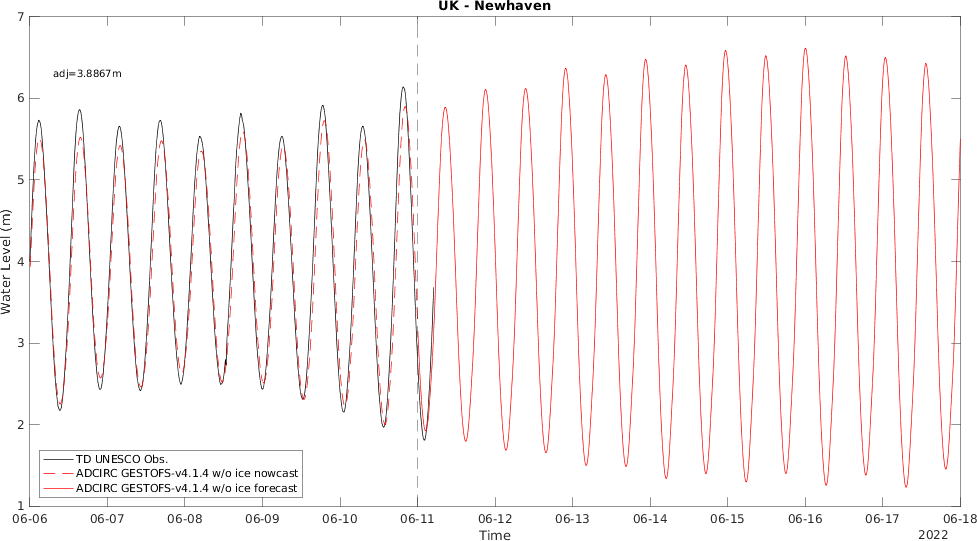 UK - Newhaven
7
adj=3.8867m
6
5
4
3
2
1
Water Level (m)
TD UNESCO Obs.
ADCIRC GESTOFS-v4.1.4 w/o ice nowcast
ADCIRC GESTOFS-v4.1.4 w/o ice forecast
06-06 06-07 06-08 06-09 06-10 06-11 06-12 06-13 06-14 06-15 06-16 06-17 06-18
Time
2022